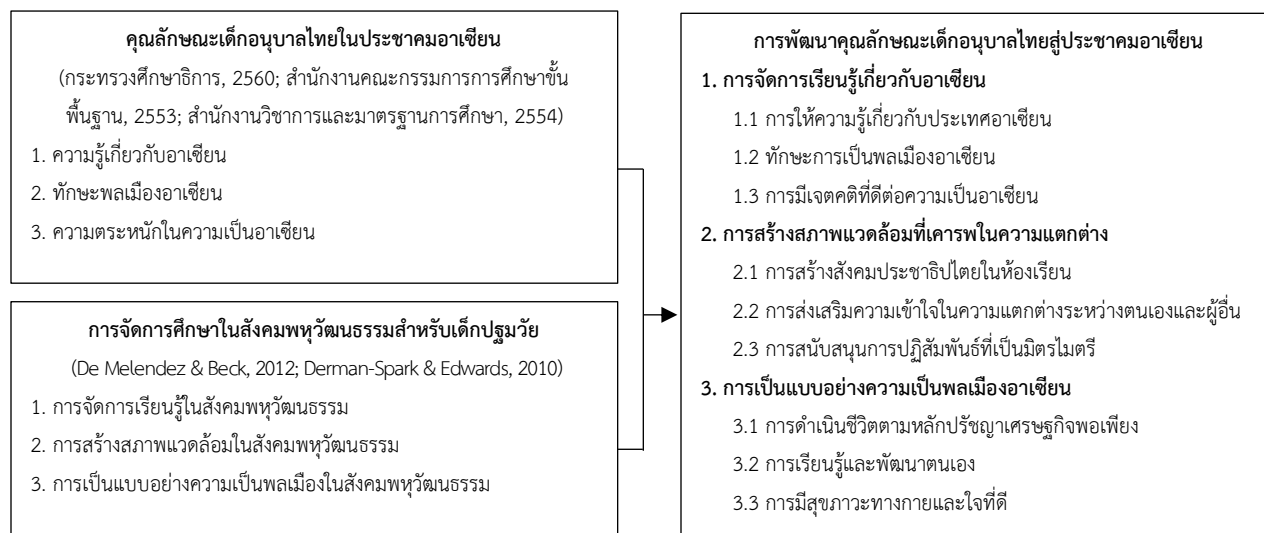 คุณลักษณะเด็กอนุบาลไทยในประชาคมอาเซียน
(กระทรวงศึกษาธิการ, 2560; สำนักงานคณะกรรมการการศึกษาขั้น
พื้นฐาน, 2553; สำนักงานวิชาการและมาตรฐานการศึกษา, 2554)
1. ความรู้เกี่ยวกับอาเซียน
2. ทักษะพลเมืองอาเซียน
3. ความตระหนักในความเป็นอาเซียน
การจัดการศึกษาในสังคมพหุวัฒนธรรมสำหรับเด็กปฐมวัย
(De Melendez & Beck, 2012; Derman-Spark & Edwards, 2010)
1. การจัดการเรียนรู้ในสังคมพหุวัฒนธรรม
2. การสร้างสภาพแวดล้อมในสังคมพหุวัฒนธรรม
3. การเป็นแบบอย่างความเป็นพลเมืองในสังคมพหุวัฒนธรรม
การพัฒนาคุณลักษณะเด็กอนุบาลไทยสู่ประชาคมอาเซียน
1. การจัดการเรียนรู้เกี่ยวกับอาเซียน
1.1 การให้ความรู้เกี่ยวกับประเทศอาเซียน
1.2 ทักษะการเป็นพลเมืองอาเซียน
1.3 การมีเจตคติที่ดีต่อความเป็นอาเซียน
2. การสร้างสภาพแวดล้อมที่เคารพในความแตกต่าง
2.1 การสร้างสังคมประชาธิปไตยในห้องเรียน
2.2 การส่งเสริมความเข้าใจในความแตกต่างระหว่างตนเองและผู้อื่น
2.3 การสนับสนุนการปฏิสัมพันธ์ที่เป็นมิตรไมตรี
3. การเป็นแบบอย่างความเป็นพลเมืองอาเซียน
3.1 การดำเนินชีวิตตามหลักปรัชญาเศรษฐกิจพอเพียง
3.2 การเรียนรู้และพัฒนาตนเอง
3.3 การมีสุขภาวะทางกายและใจที่ดี